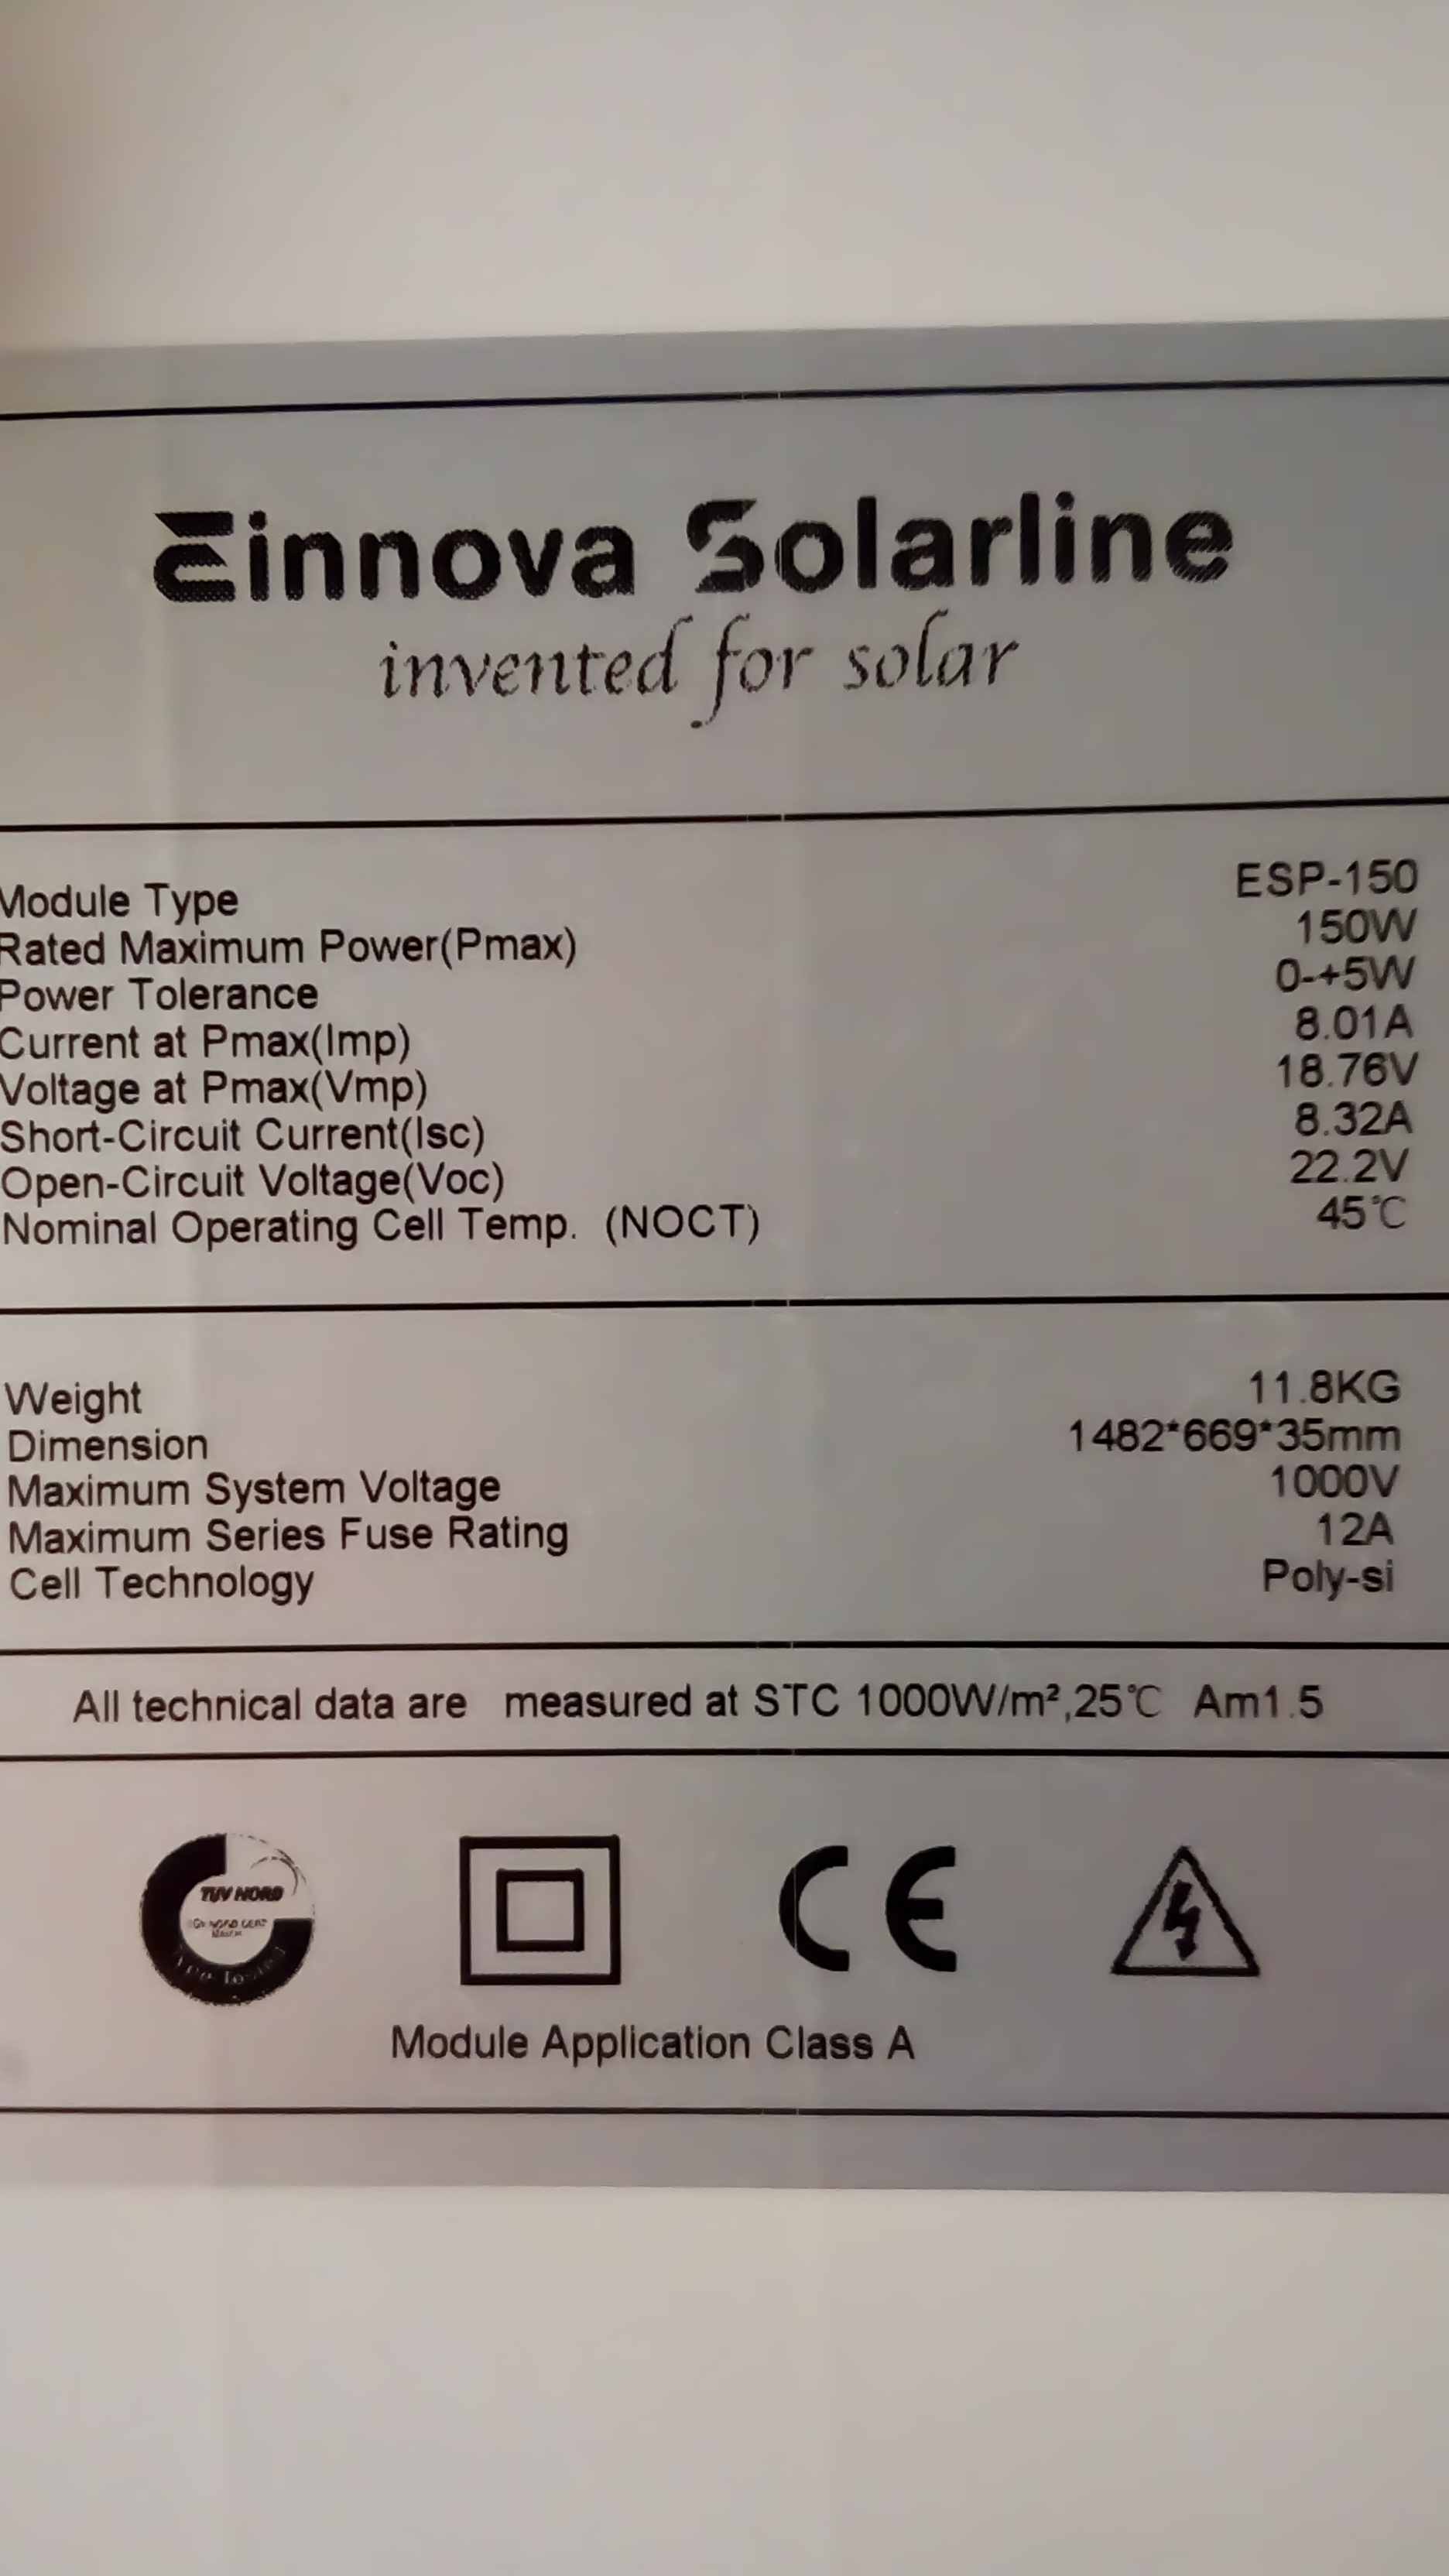 Einnova Solarline
invented for solar
Module Type ESP-150
Rated Maximum Power(Pmax) 150W
Power Tolerance 0-+5W
Current at Pmax(Imp) 8.01A
Voltage at Pmax(Vmp) 18.76V
Short-Circuit Current(Isc) 8.32A
Open-Circuit Voltage(Voc) 22.2V
Nominal Operating Cell Temp. (NOCT) 45℃
Weight 11.8KG
Dimension 1482*669*35mm
Maximum System Voltage 1000V
Maximum Series Fuse Rating 12A
Cell Technology Poly-si
All technical data are measured at STC 1000W/m²,25℃ Am1.5
TUV NORD
CE
Module Application Class A